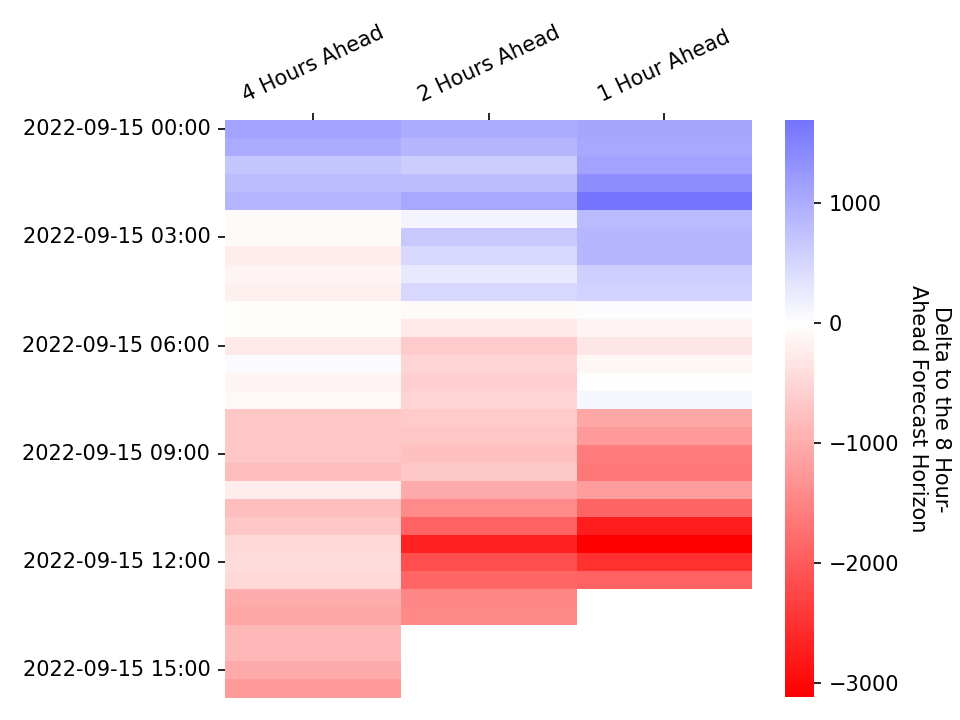 4 Hours Ahead
2 Hours Ahead
1 Hour Ahead
2022-09-15 00:00
2022-09-15 03:00
2022-09-15 06:00
2022-09-15 09:00
2022-09-15 12:00
2022-09-15 15:00
1000
0
−1000
−2000
−3000
Delta to the 8 Hour-
Ahead Forecast Horizon